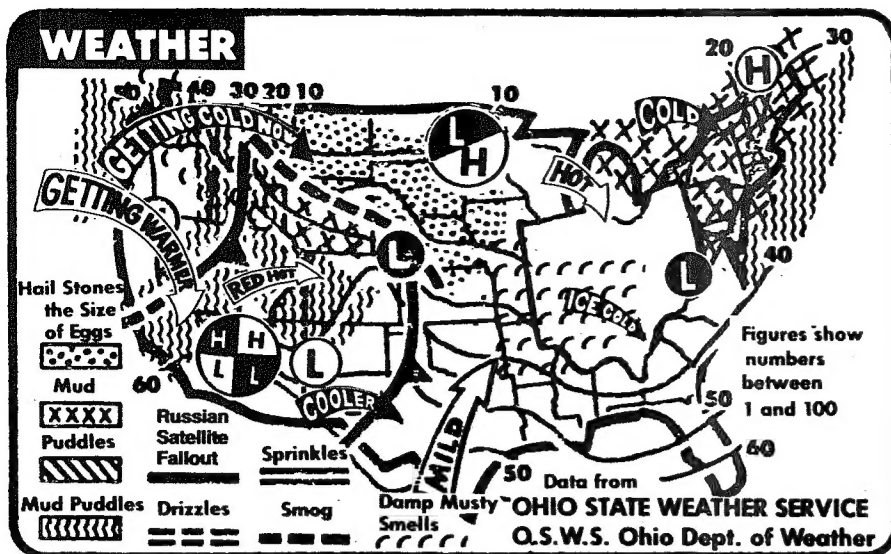 WEATHER
40 30 20 10
10
20
30
H
GETTING COLD NOW
L
H
COLD
HOT
GETTING WARMER
L
L
RED HOT
40
ICE COLD
Hail Stones
the Size
of Eggs
H H
L L
L
Figures show
numbers
between
1 and 100
Mud
60
COOLER
Puddles
Russian
Satellite
Fallout
Sprinkles
MILD
50
50
60
Mud Puddles
Drizzles
Smog
Damp Musty
Smells
Data from
OHIO STATE WEATHER SERVICE
O.S.W.S. Ohio Dept. of Weather